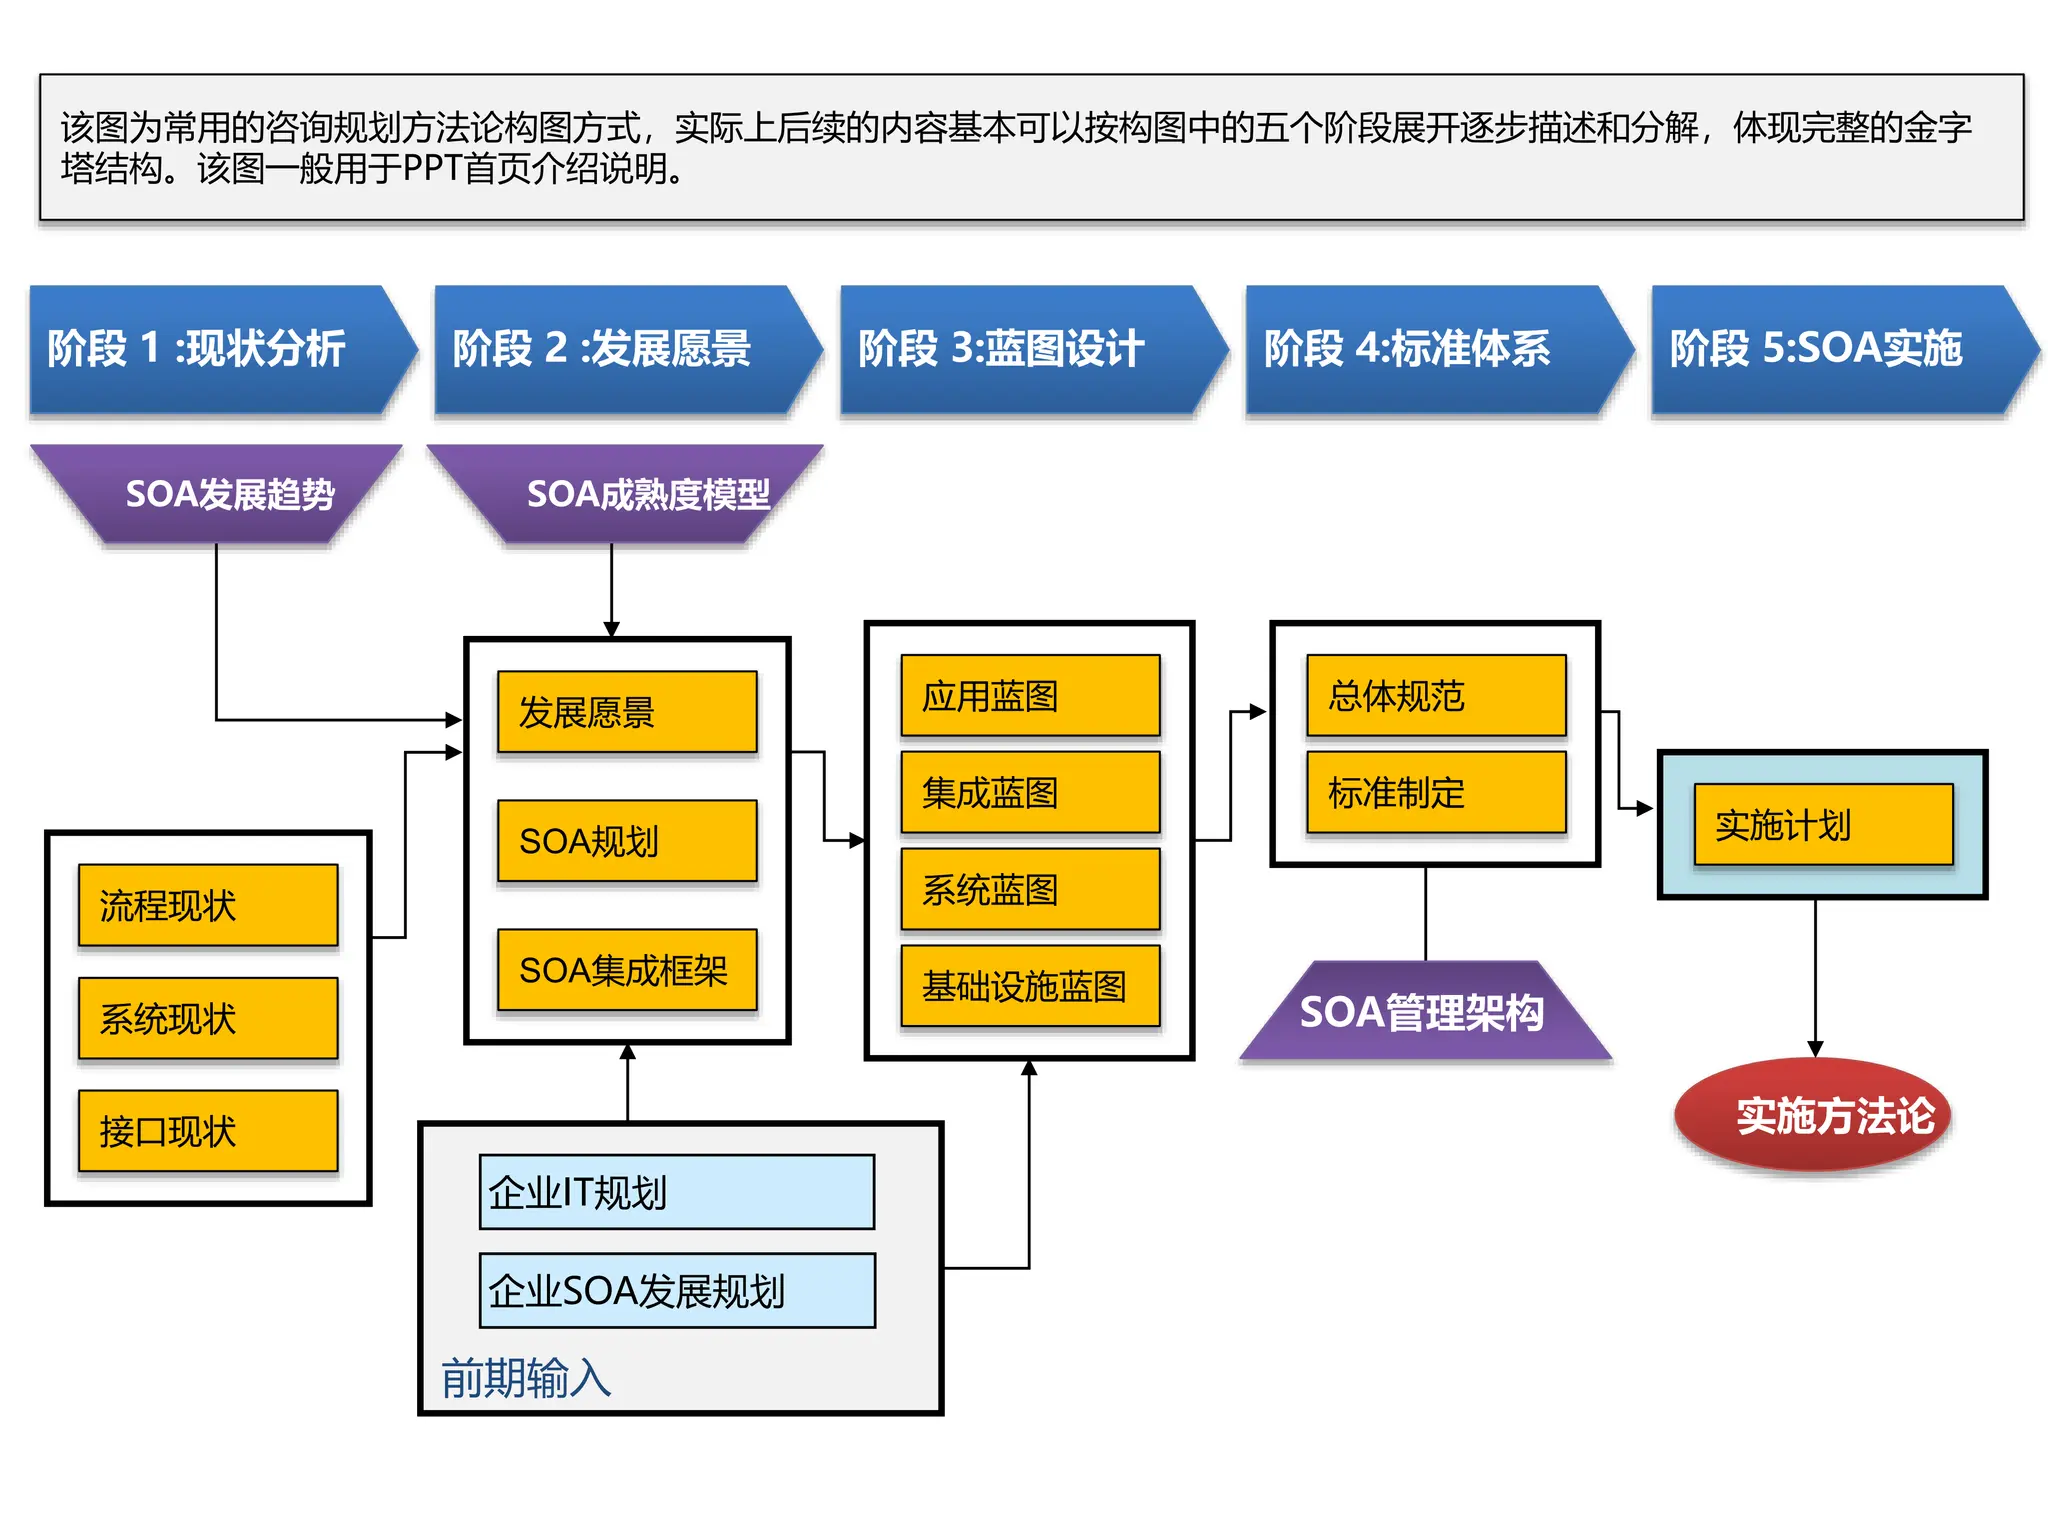 该图为常用的咨询规划方法论构图方式，实际上后续的内容基本可以按构图中的五个阶段展开逐步描述和分解，体现完整的金字
塔结构。该图一般用于PPT首页介绍说明。
阶段 1 :现状分析
阶段 2 :发展愿景
阶段 3:蓝图设计
阶段 4:标准体系
阶段 5:SOA实施
SOA发展趋势
SOA成熟度模型
流程现状
系统现状
接口现状
发展愿景
SOA规划
SOA集成框架
应用蓝图
集成蓝图
系统蓝图
基础设施蓝图
总体规范
标准制定
SOA管理架构
实施计划
实施方法论
企业IT规划
企业SOA发展规划
前期输入